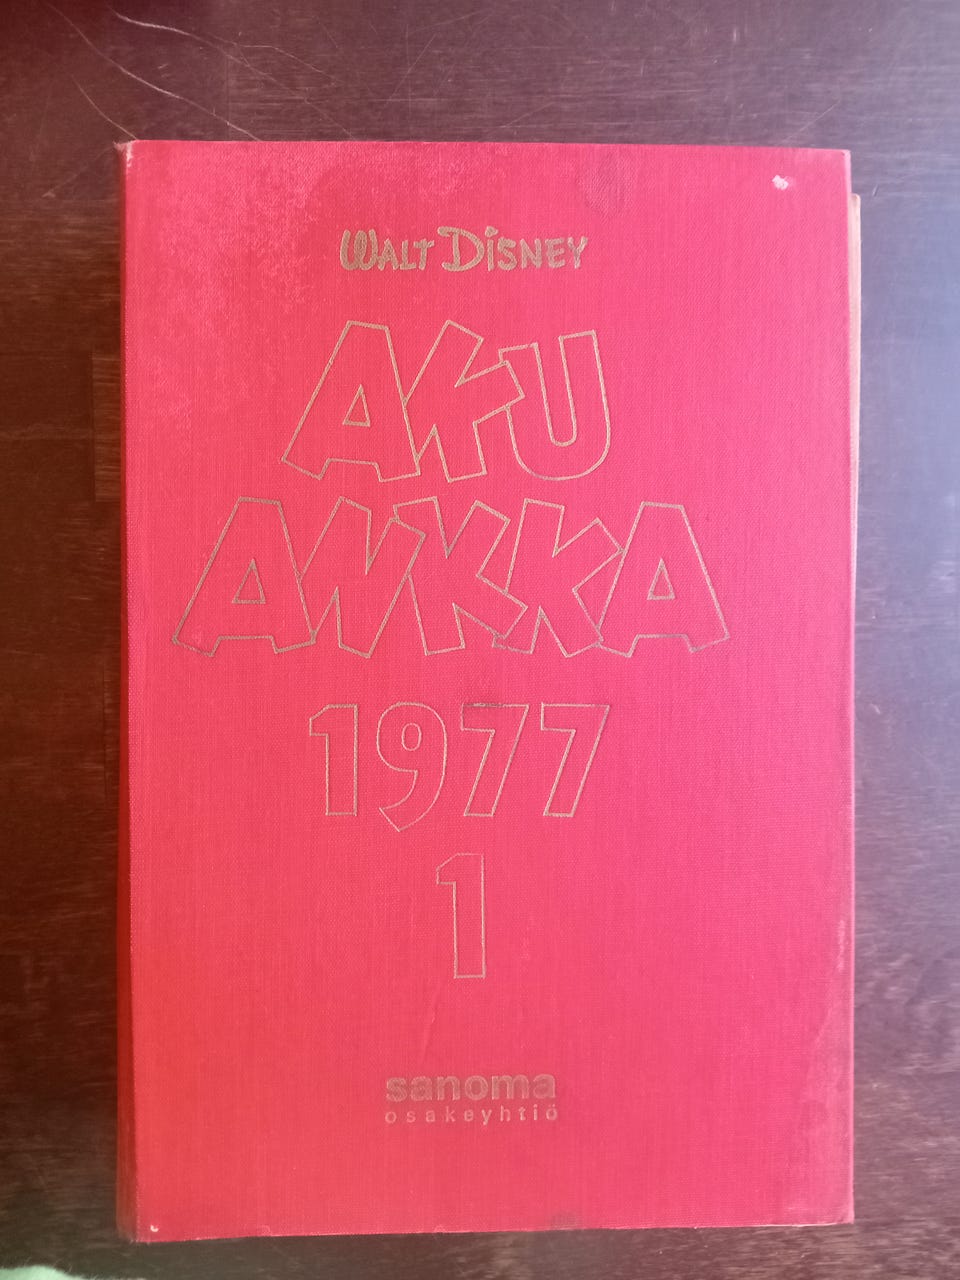 WALT DISNEY
AKU
ANKKA
1977
1
sanoma
osakeyhtiö